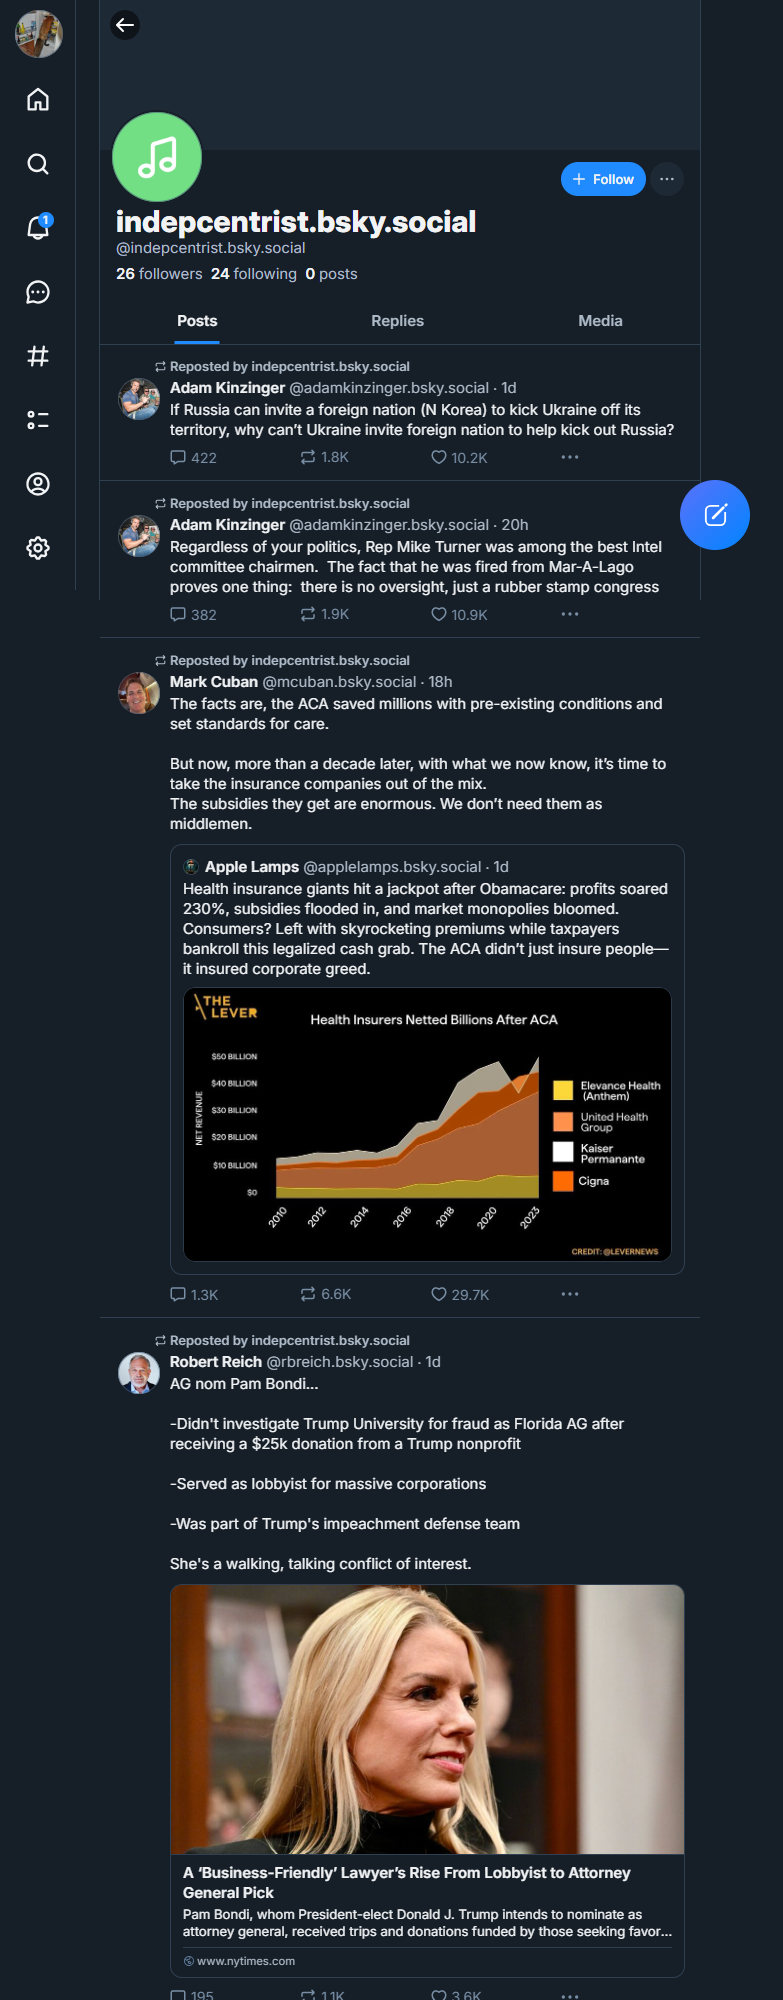 1
+ Follow
indepcentrist.bsky.social
@indepcentrist.bsky.social
26 followers 24 following 0 posts
Posts Replies Media
Reposted by indepcentrist.bsky.social
Adam Kinzinger @adamkinzinger.bsky.social · 1d
If Russia can invite a foreign nation (N Korea) to kick Ukraine off its
territory, why can't Ukraine invite foreign nation to help kick out Russia?
422 1.8K 10.2K
Reposted by indepcentrist.bsky.social
Adam Kinzinger @adamkinzinger.bsky.social · 20h
Regardless of your politics, Rep Mike Turner was among the best Intel
committee chairmen. The fact that he was fired from Mar-A-Lago
proves one thing: there is no oversight, just a rubber stamp congress
382 1.9K 10.9K
Reposted by indepcentrist.bsky.social
Mark Cuban @mcuban.bsky.social · 18h
The facts are, the ACA saved millions with pre-existing conditions and
set standards for care.
But now, more than a decade later, with what we now know, it's time to
take the insurance companies out of the mix.
The subsidies they get are enormous. We don't need them as
middlemen.
Apple Lamps @applelamps.bsky.social · 1d
Health insurance giants hit a jackpot after Obamacare: profits soared
230%, subsidies flooded in, and market monopolies bloomed.
Consumers? Left with skyrocketing premiums while taxpayers
bankroll this legalized cash grab. The ACA didn't just insure people—
it insured corporate greed.
THE
LEVER
Health Insurers Netted Billions After ACA
NET REVENUE
$50 BILLION
$40 BILLION
$30 BILLION
$20 BILLION
$10 BILLION
$0
2010 2012 2014 2016 2018 2020 2023
Elevance Health
(Anthem)
United Health
Group
Kaiser
Permanante
Cigna
CREDIT: @LEVERNEWS
1.3K 6.6K 29.7K
Reposted by indepcentrist.bsky.social
Robert Reich @rbreich.bsky.social · 1d
AG nom Pam Bondi...
-Didn't investigate Trump University for fraud as Florida AG after
receiving a $25k donation from a Trump nonprofit
-Served as lobbyist for massive corporations
-Was part of Trump's impeachment defense team
She's a walking, talking conflict of interest.
A 'Business-Friendly' Lawyer's Rise From Lobbyist to Attorney
General Pick
Pam Bondi, whom President-elect Donald J. Trump intends to nominate as
attorney general, received trips and donations funded by those seeking favor...
www.nytimes.com
195 1.1K 3.6K